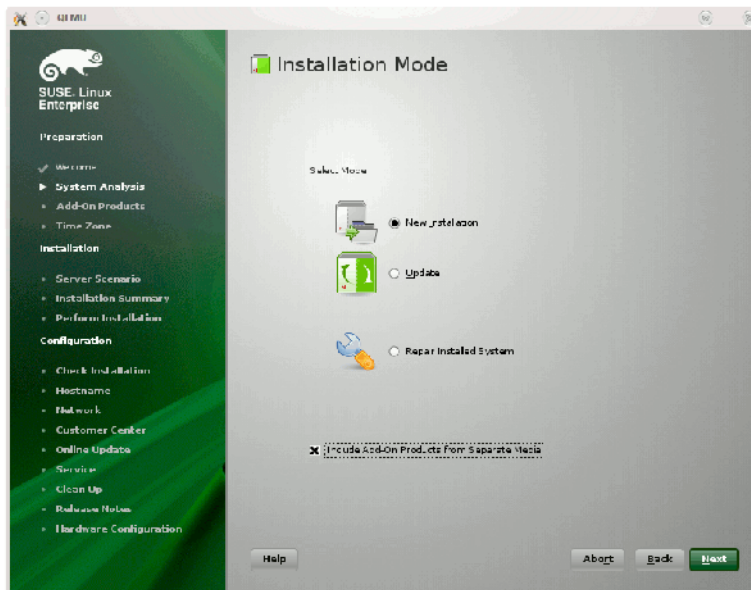 QEMU
SUSE. Linux
Enterprise
Preparation
Welcome
System Analysis
Add-On Products
Time Zone
Installation
Server Scenario
Installation Summary
Perform Installation
Configuration
Check Installation
Hostname
Network
Customer Center
Online Update
Service
Clean Up
Release Notes
Hardware Configuration
Installation Mode
Select Mode
New Installation
Update
Repair Installed System
Include Add-On Products from Separate Media
Help
Abort
Back
Next